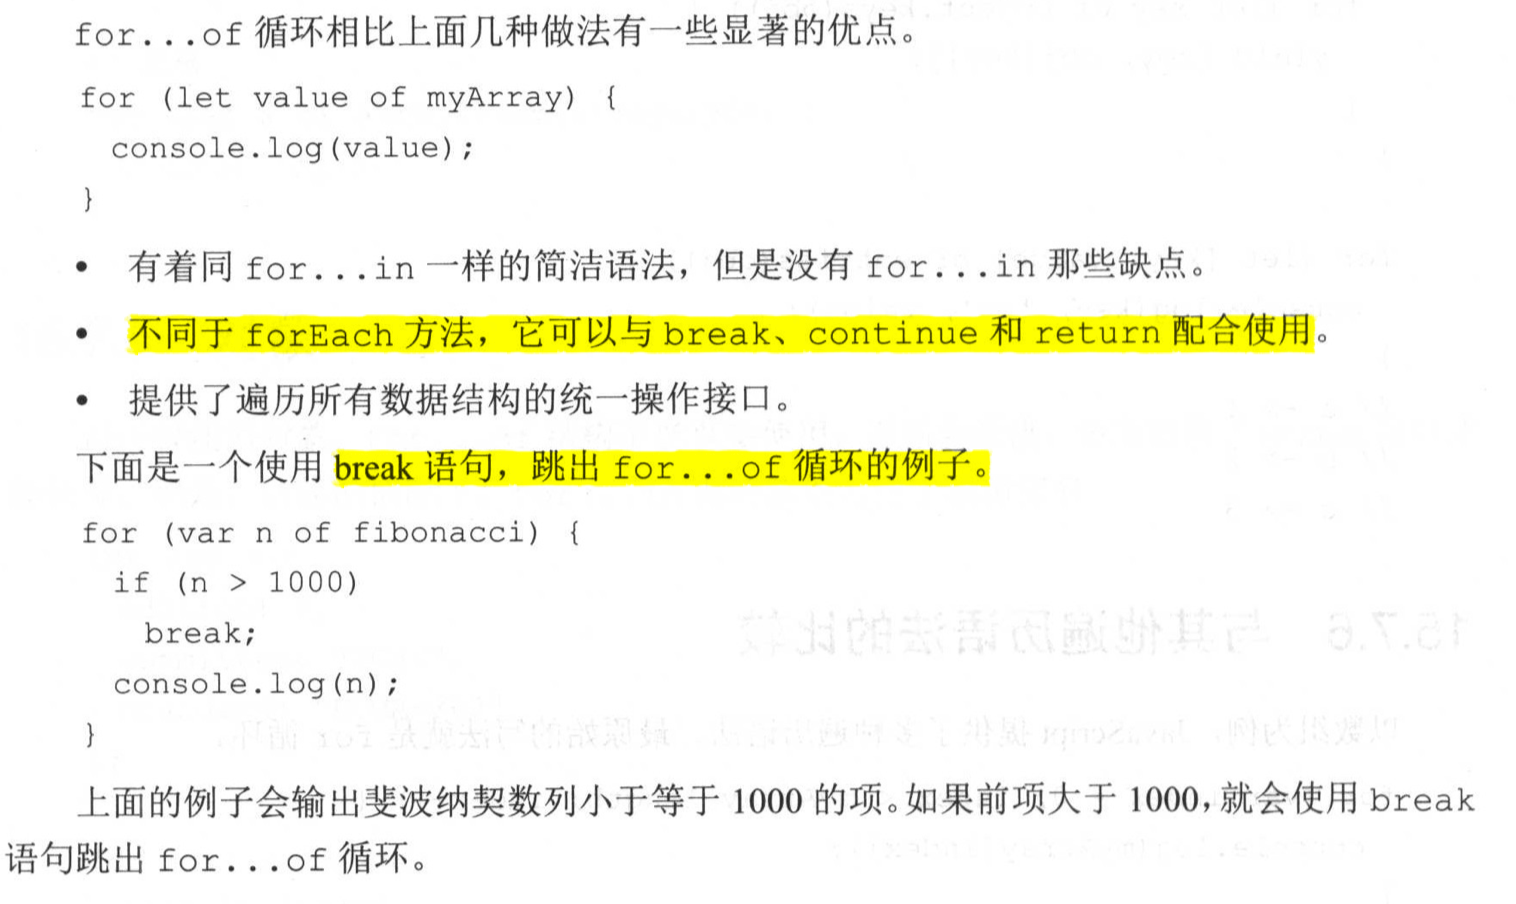 for...of 循环相比上面几种做法有一些显著的优点。
for (let value of myArray) {
console.log(value);
}
• 有着同 for...in 一样的简洁语法，但是没有 for...in 那些缺点。
• 不同于 forEach 方法，它可以与 break、continue 和 return 配合使用。
• 提供了遍历所有数据结构的统一操作接口。
下面是一个使用 break 语句，跳出 for...of 循环的例子。
for (var n of fibonacci) {
if (n > 1000)
break;
console.log(n);
}
上面的例子会输出斐波纳契数列小于等于 1000 的项。如果前项大于 1000，就会使用 break
语句跳出 for...of 循环。